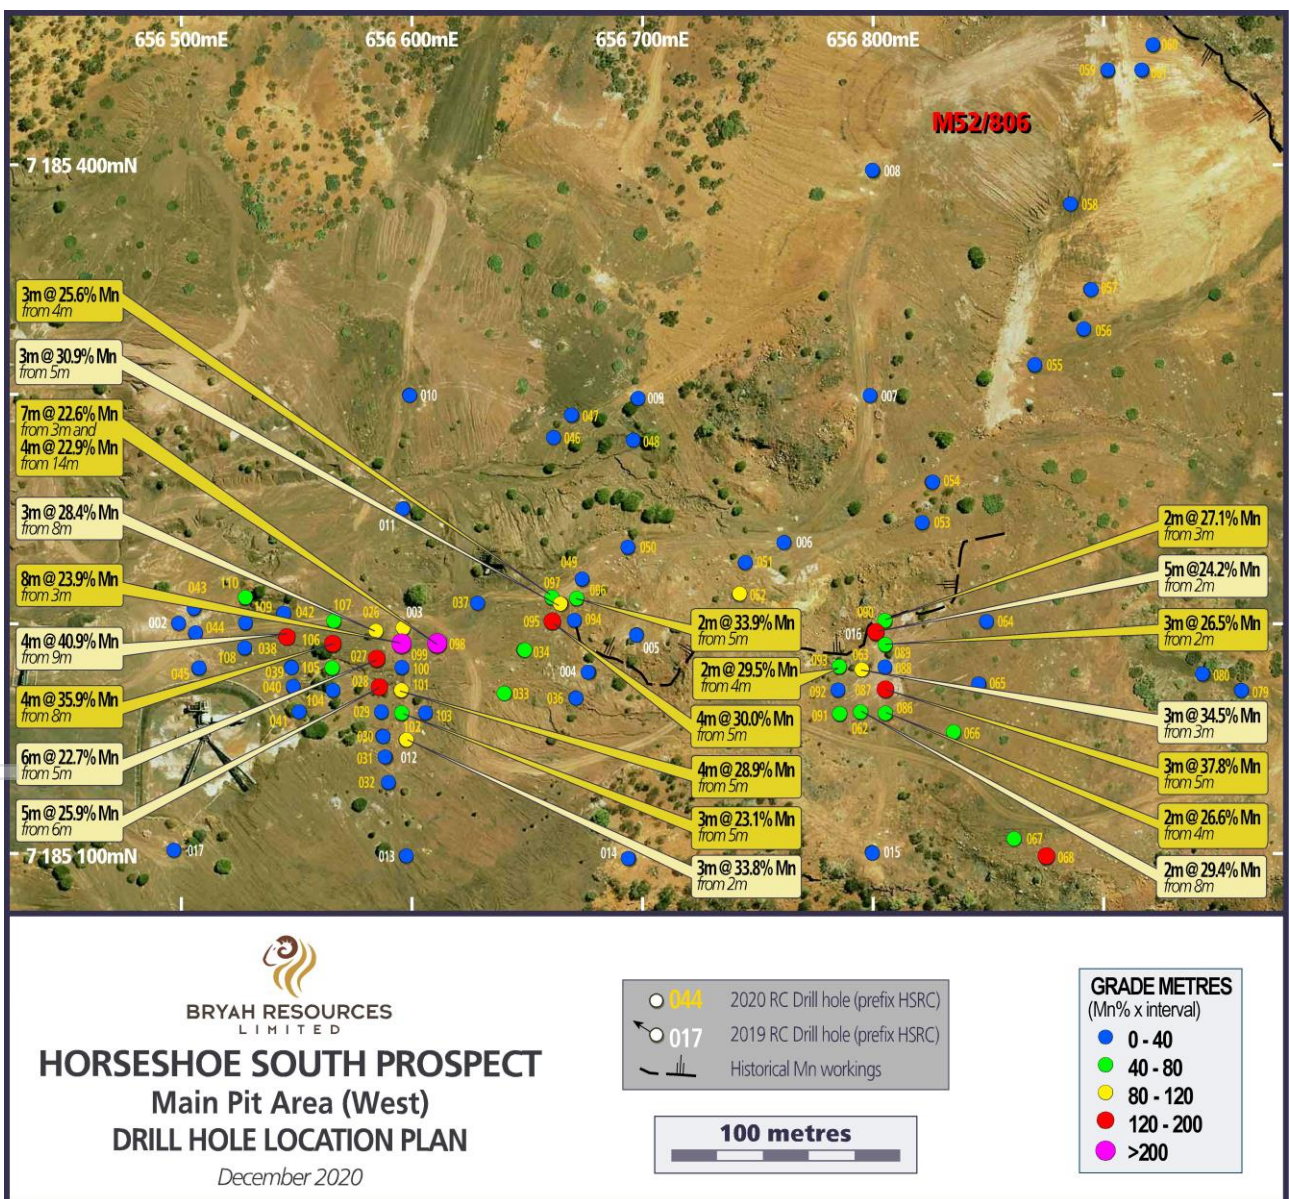 656 500mE
656 600mE
656 700mE
656 800mE
060
059
061
M52/806
7 185 400mN
008
058
057
056
055
3m @ 25.6% Mn
from 4m
3m @ 30.9% Mn
from 5m
7m @ 22.6% Mn
from 3m and
4m @ 22.9% Mn
from 14m
3m @ 28.4% Mn
from 8m
8m @ 23.9% Mn
from 3m
4m @ 40.9% Mn
from 9m
4m @ 35.9% Mn
from 8m
6m @ 22.7% Mn
from 5m
5m @ 25.9% Mn
from 6m
010
009
007
047
046
048
011
054
053
050
006
051
052
049
097
096
095
094
037
005
004
034
033
036
043
110
109
042
107
026
003
002
044
038
106
098
108
027
099
045
039
105
100
040
104
028
101
041
029
102
103
030
012
031
032
017
013
014
015
090
016
064
089
063
093
088
092
087
065
080
079
091
062
086
066
067
068
2m @ 33.9% Mn
from 5m
2m @ 29.5% Mn
from 4m
4m @ 30.0% Mn
from 5m
4m @ 28.9% Mn
from 5m
3m @ 23.1% Mn
from 5m
3m @ 33.8% Mn
from 2m
2m @ 27.1% Mn
from 3m
5m @ 24.2% Mn
from 2m
3m @ 26.5% Mn
from 2m
3m @ 34.5% Mn
from 3m
3m @ 37.8% Mn
from 5m
2m @ 26.6% Mn
from 4m
2m @ 29.4% Mn
from 8m
7 185 100mN
BRYAH RESOURCES
LIMITED
HORSESHOE SOUTH PROSPECT
Main Pit Area (West)
DRILL HOLE LOCATION PLAN
December 2020
044 2020 RC Drill hole (prefix HSRC)
017 2019 RC Drill hole (prefix HSRC)
Historical Mn workings
100 metres
GRADE METRES
(Mn% x interval)
0 - 40
40 - 80
80 - 120
120 - 200
>200